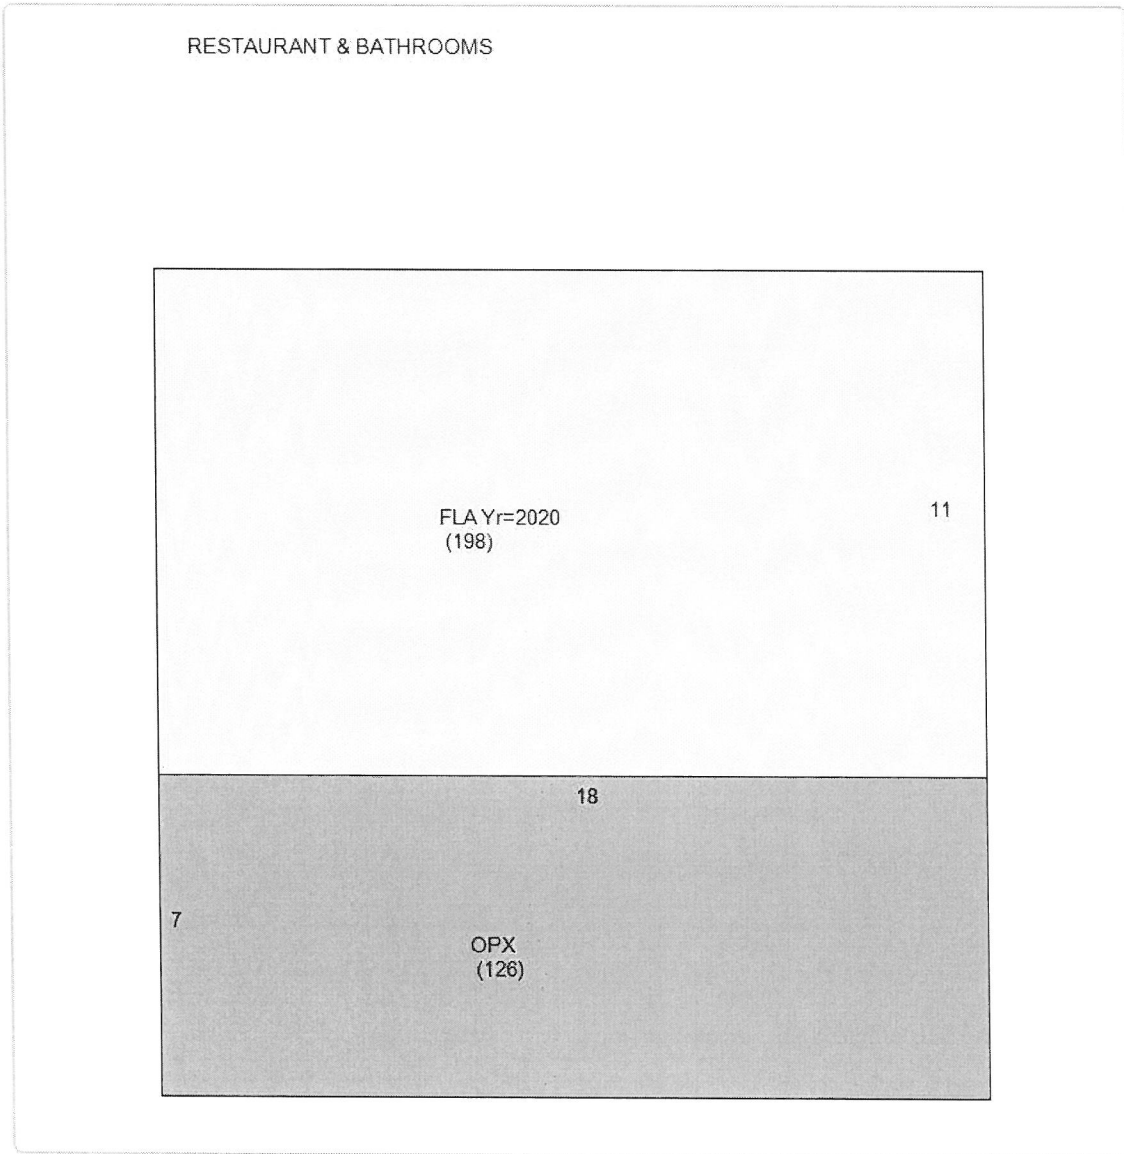 RESTAURANT & BATHROOMS
FLA Yr=2020
(198)
11
18
7
OPX
(126)